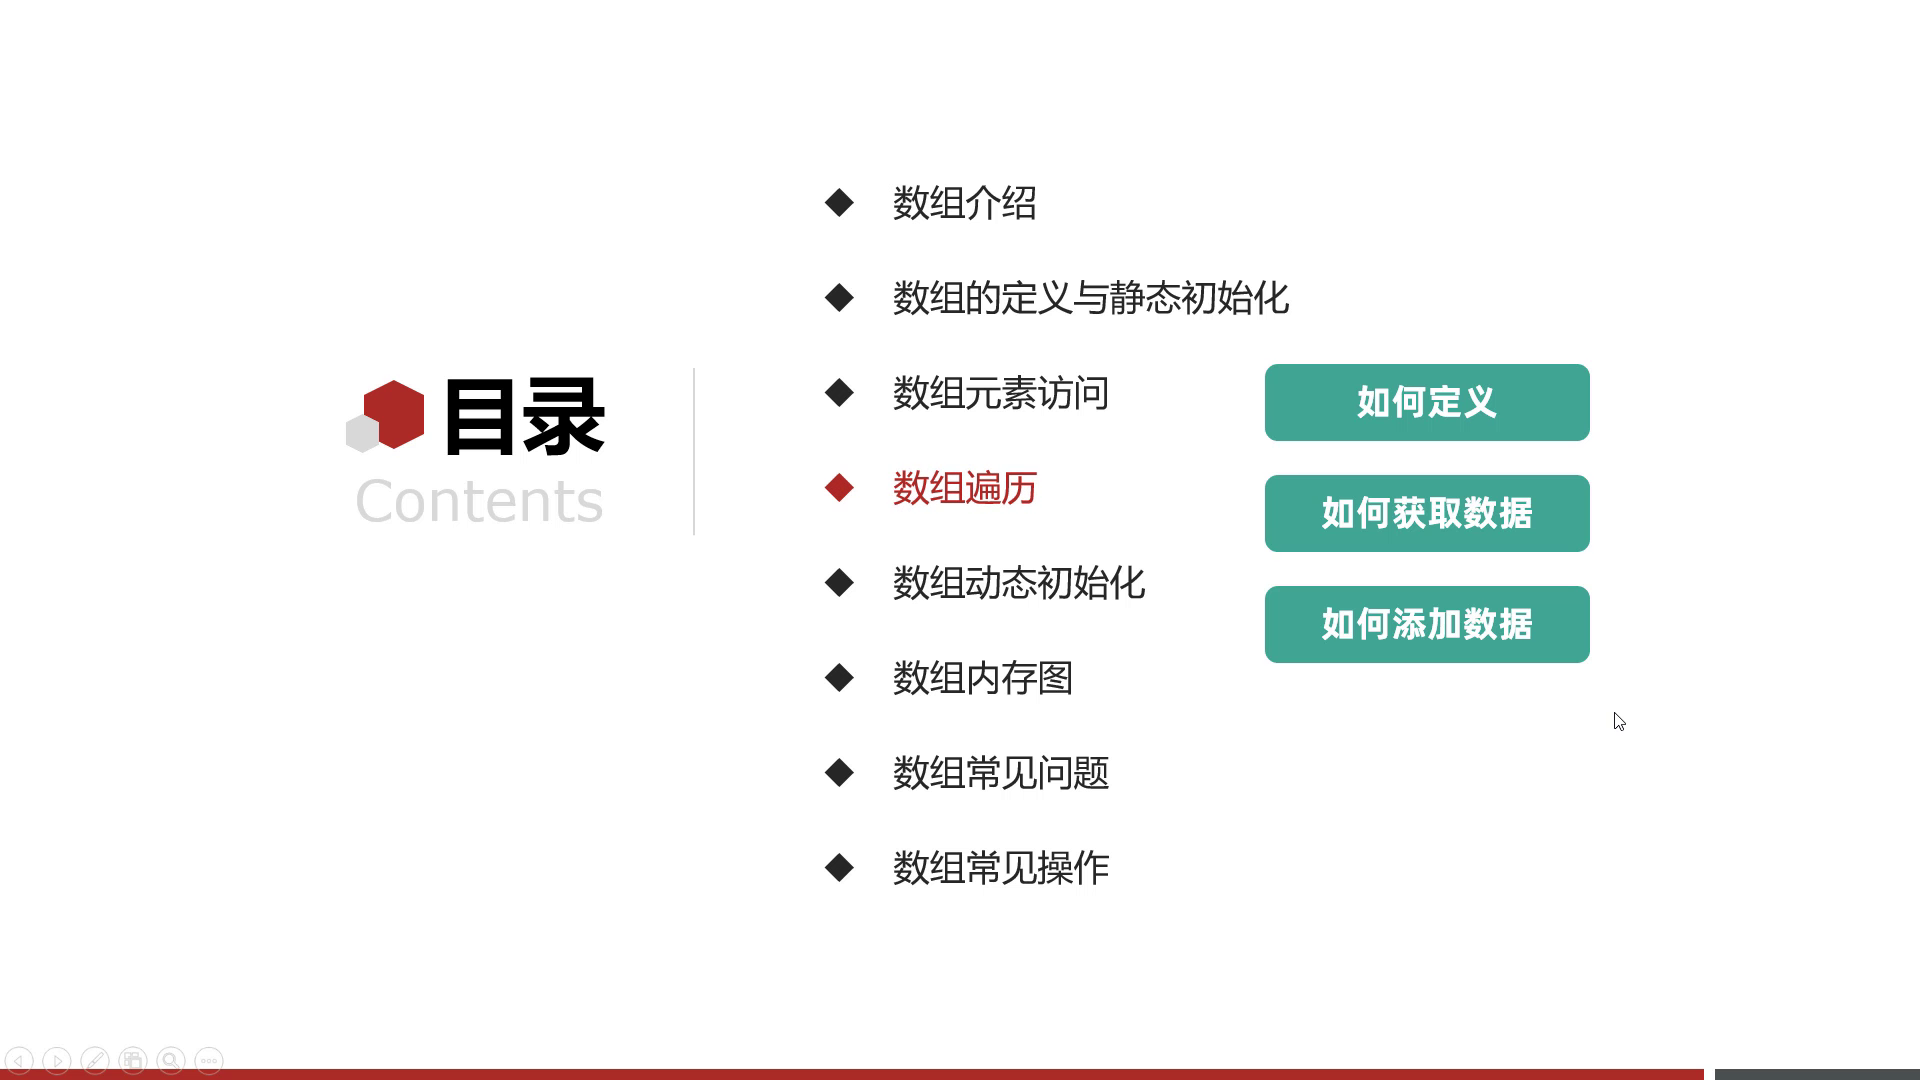 目录
Contents
数组介绍
数组的定义与静态初始化
数组元素访问
数组遍历
数组动态初始化
数组内存图
数组常见问题
数组常见操作
如何定义
如何获取数据
如何添加数据